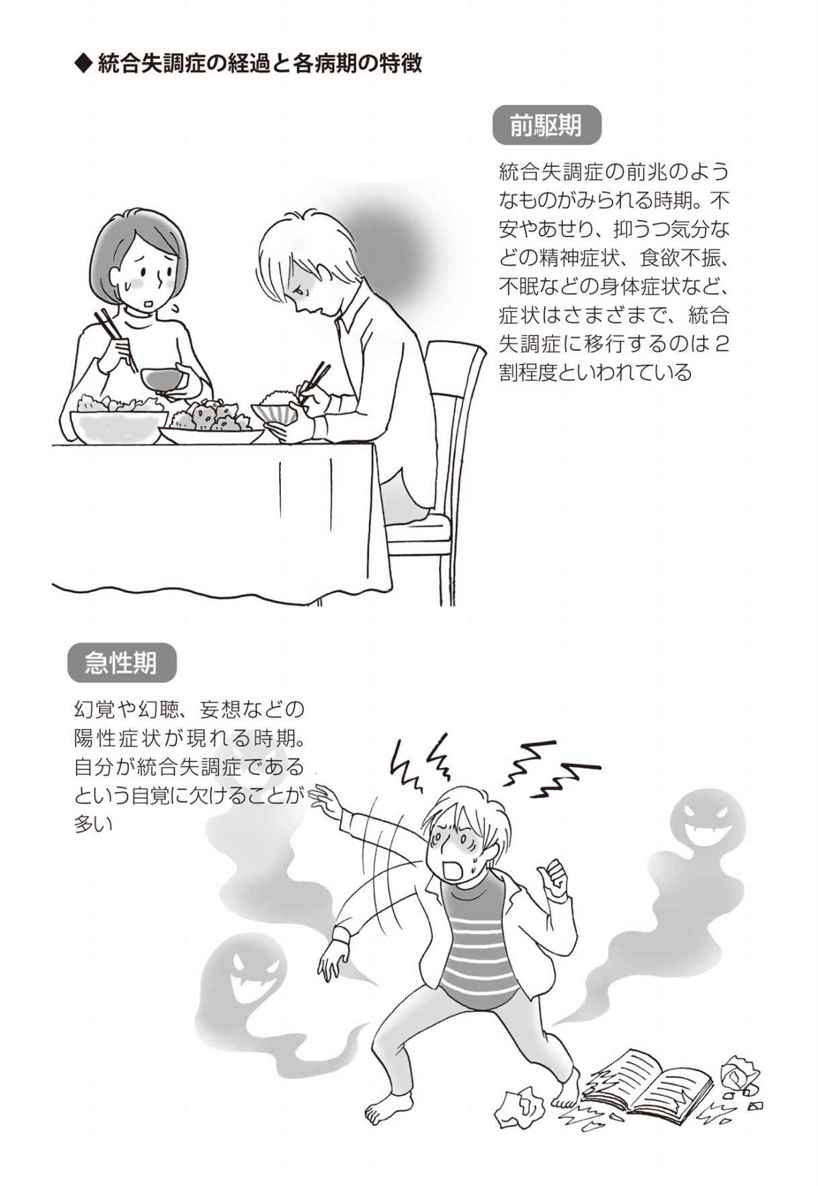 ◆ 統合失調症の経過と各病期の特徴
前駆期
統合失調症の前兆のよう
なものがみられる時期。不
安やあせり、抑うつ気分な
どの精神症状、食欲不振、
不眠などの身体症状など、
症状はさまざまで、統合
失調症に移行するのは2
割程度といわれている
急性期
幻覚や幻聴、妄想などの
陽性症状が現れる時期。
自分が統合失調症である
という自覚に欠けることが
多い